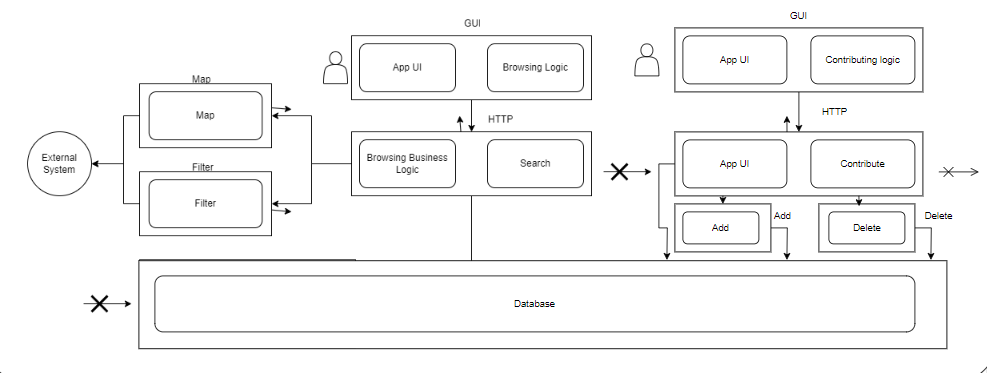 GUI
App UI
Browsing Logic
HTTP
Browsing Business
Logic
Search
Map
Map
Filter
Filter
External
System
GUI
App UI
Contributing logic
HTTP
App UI
Contribute
Add
Add
Delete
Delete
Database